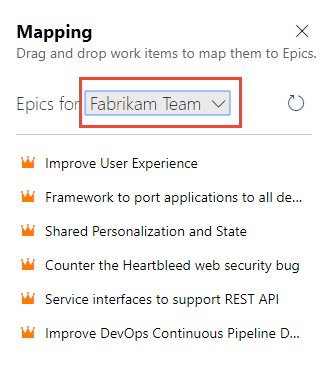 Mapping
Drag and drop work items to map them to Epics.
Epics for Fabrikam Team
Improve User Experience
Framework to port applications to all de...
Shared Personalization and State
Counter the Heartbleed web security bug
Service interfaces to support REST API
Improve DevOps Continuous Pipeline D...